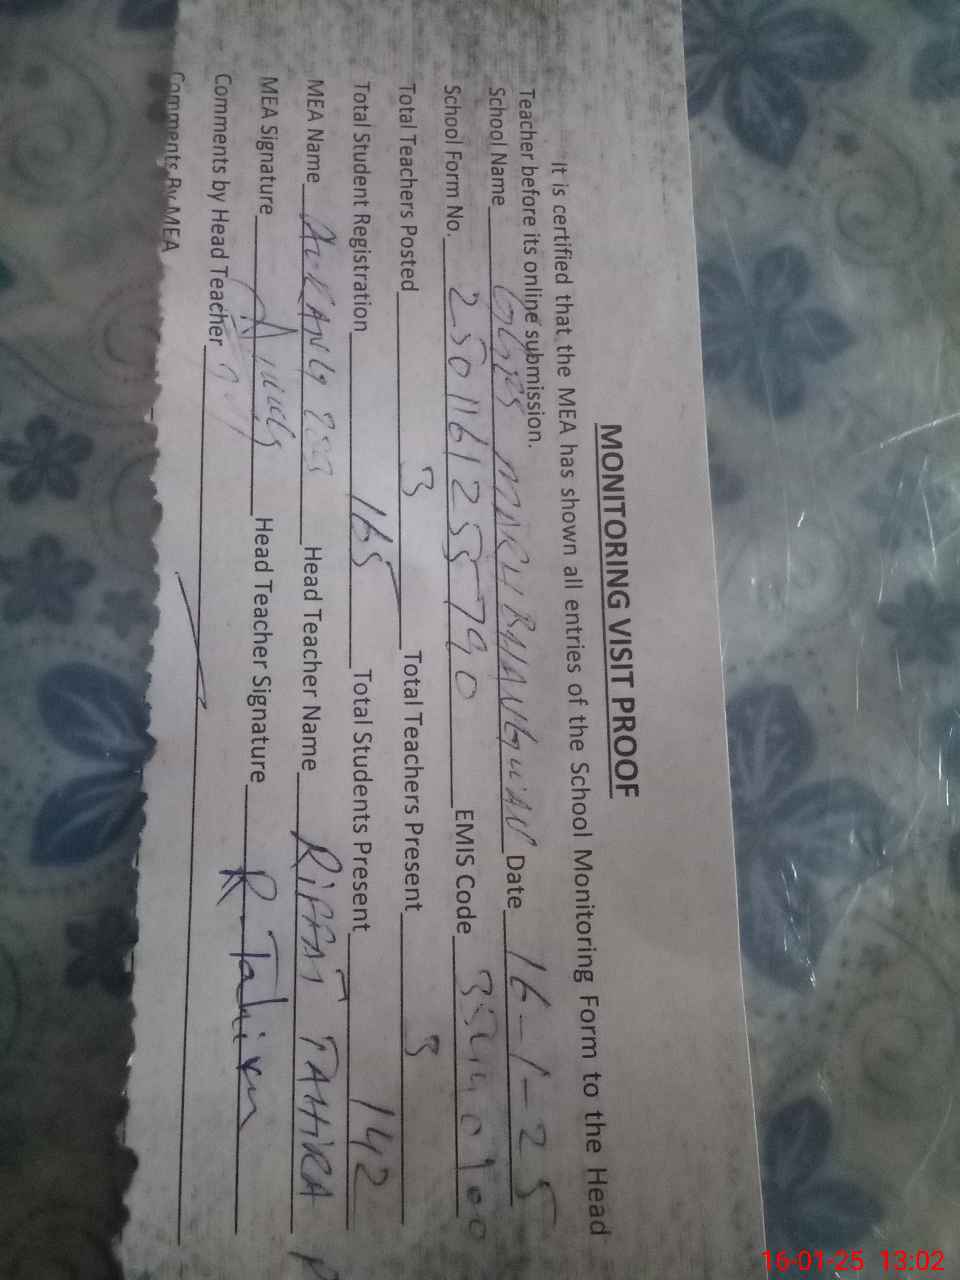 MONITORING VISIT PROOF
It is certified that the MEA has shown all entries of the School Monitoring Form to the Head
Teacher before its online submission.
School Name GGPS Date 16-1-25
School Form No. 2501161255790 EMIS Code
Total Teachers Posted 3 Total Teachers Present 3
Total Student Registration 165 Total Students Present 142
MEA Name Head Teacher Name RIFFAT TAHIRA
MEA Signature Head Teacher Signature R. Tahira
Comments by Head Teacher
Comments By MEA
16-01-25 13:02